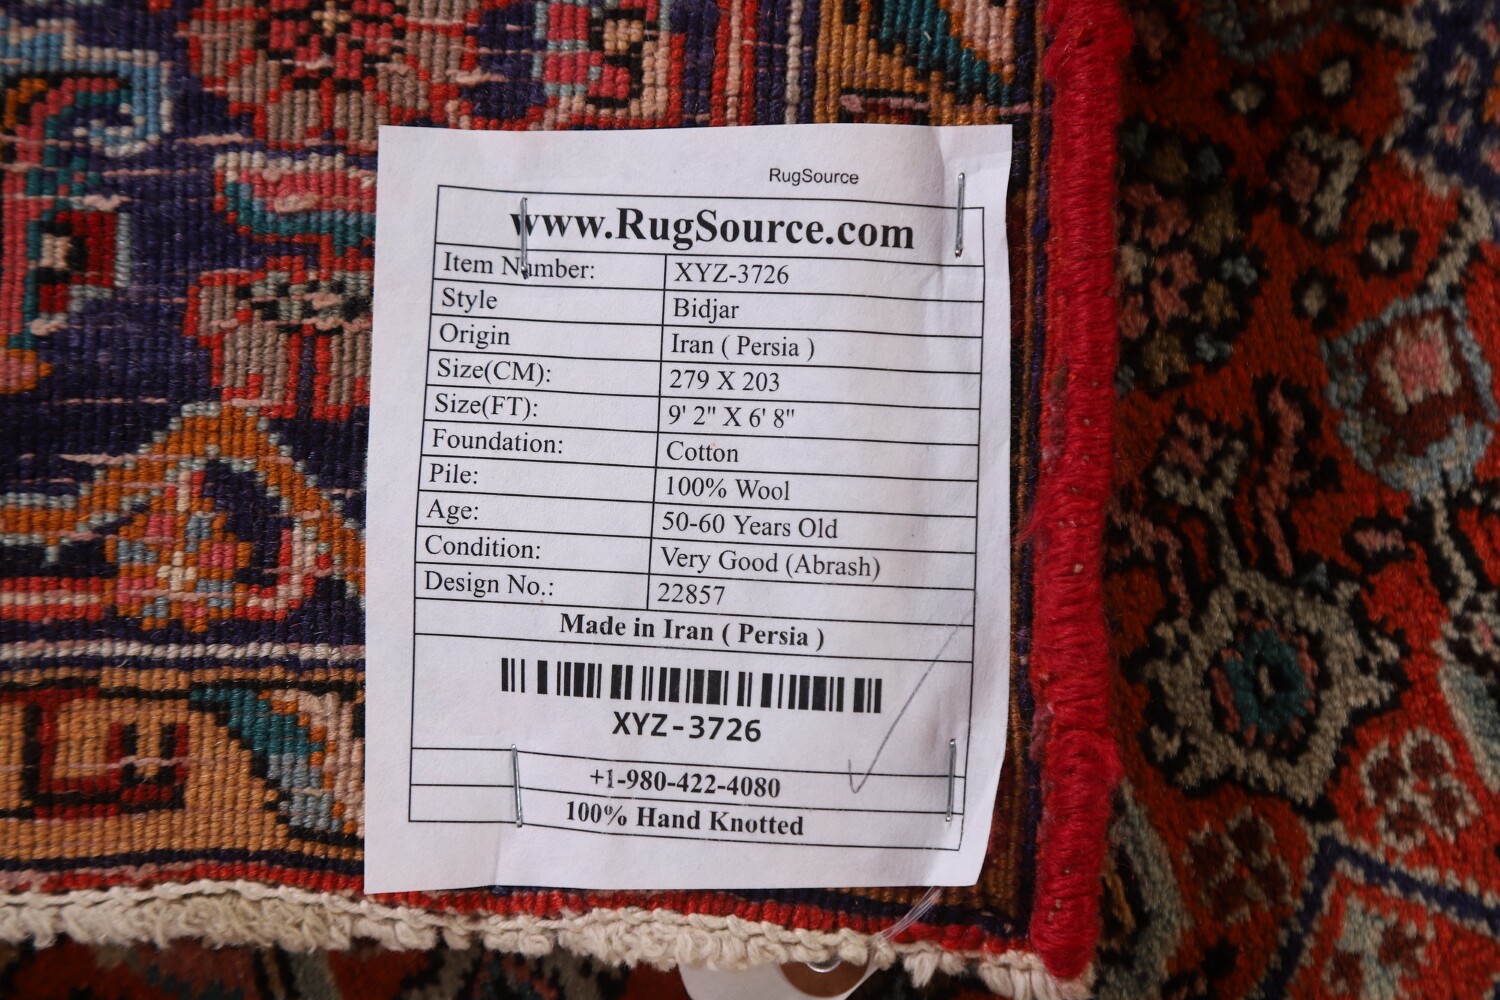 RugSource
www.RugSource.com
Item Number: XYZ-3726
Style Bidjar
Origin Iran ( Persia )
Size(CM): 279 X 203
Size(FT): 9' 2" X 6' 8"
Foundation: Cotton
Pile: 100% Wool
Age: 50-60 Years Old
Condition: Very Good (Abrash)
Design No.: 22857
Made in Iran ( Persia )
XYZ-3726
+1-980-422-4080
100% Hand Knotted